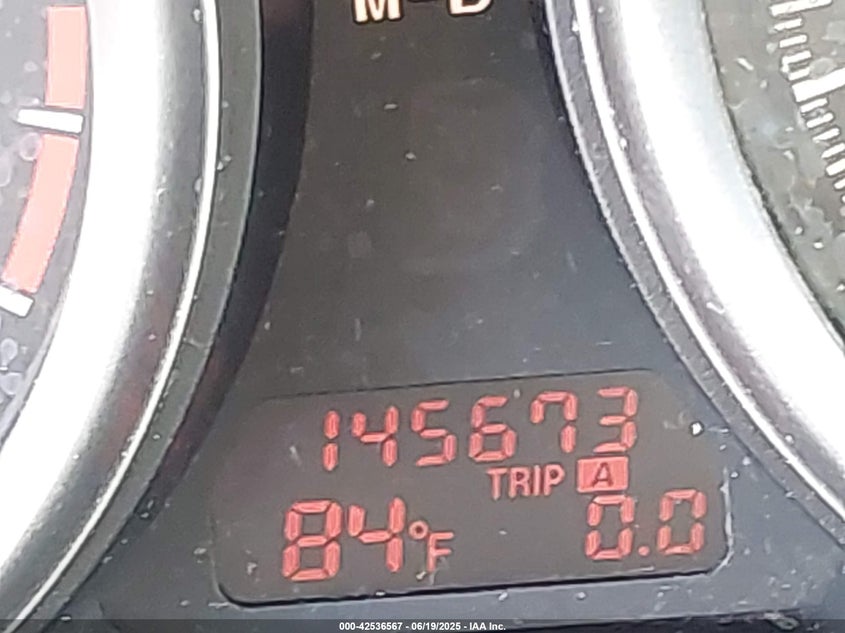 M D
145673
TRIP A
84°F 0.0
000-42536567 - 06/19/2025 - IAA Inc.